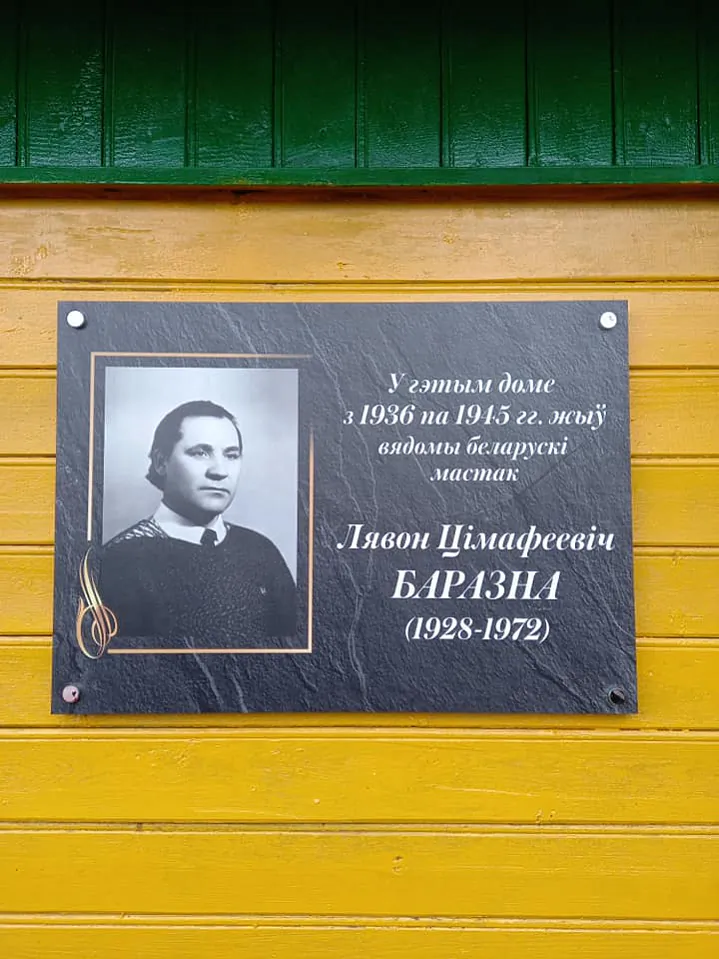 У гэтым доме
з 1936 па 1945 гг. жыў
вядомы беларускі
мастак
Лявон Цімафеевіч
БАРАЗНА
(1928-1972)